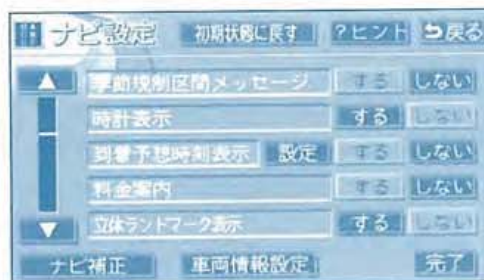 ナビ設定 初期状態に戻す ?ヒント 戻る
季節規制区間メッセージ する しない
時計表示 する しない
到着予想時刻表示 設定 する しない
料金案内 する しない
立体ランドマーク表示 する しない
ナビ補正 車両情報設定 完了